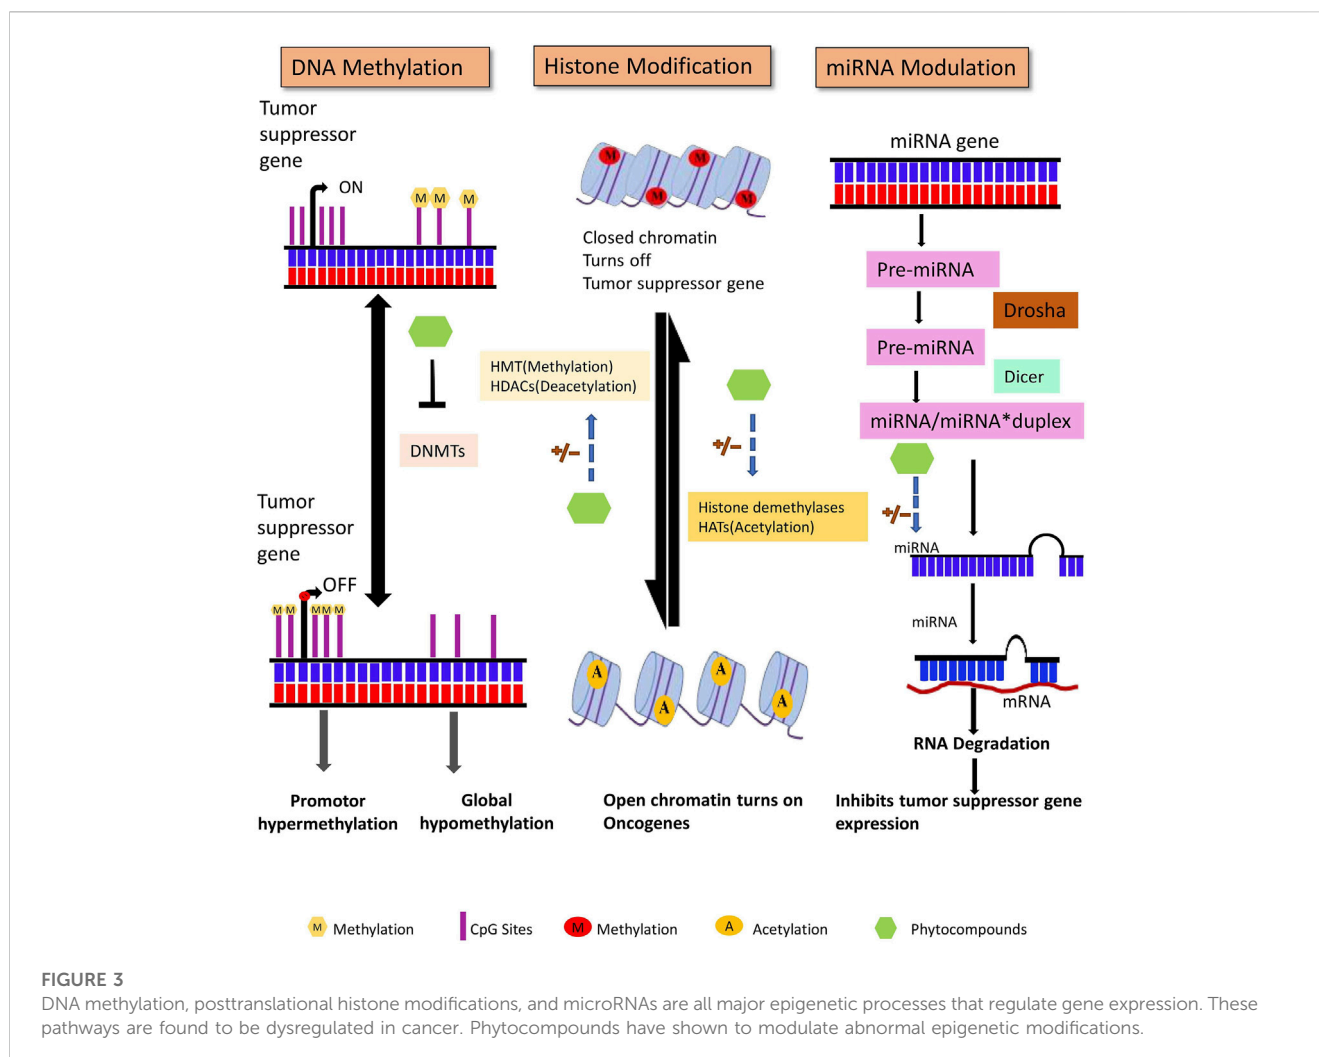 DNA Methylation
Histone Modification
miRNA Modulation
Tumor
suppressor
gene
ON
M
M
M
Tumor
suppressor
gene
OFF
M
M
M
M
M
DNMTs
Promotor
hypermethylation
Global
hypomethylation
M
M
M
M
Closed chromatin
Turns off
Tumor suppressor gene
HMT(Methylation)
HDACs(Deacetylation)
+/−
+/−
Histone demethylases
HATs(Acetylation)
A
A
A
A
Open chromatin turns on
Oncogenes
miRNA gene
Pre-miRNA
Drosha
Pre-miRNA
Dicer
miRNA/miRNA*duplex
+/−
miRNA
miRNA
mRNA
RNA Degradation
Inhibits tumor suppressor gene
expression
M Methylation
CpG Sites
M Methylation
A Acetylation
Phytocompounds
FIGURE 3
DNA methylation, posttranslational histone modifications, and microRNAs are all major epigenetic processes that regulate gene expression. These
pathways are found to be dysregulated in cancer. Phytocompounds have shown to modulate abnormal epigenetic modifications.